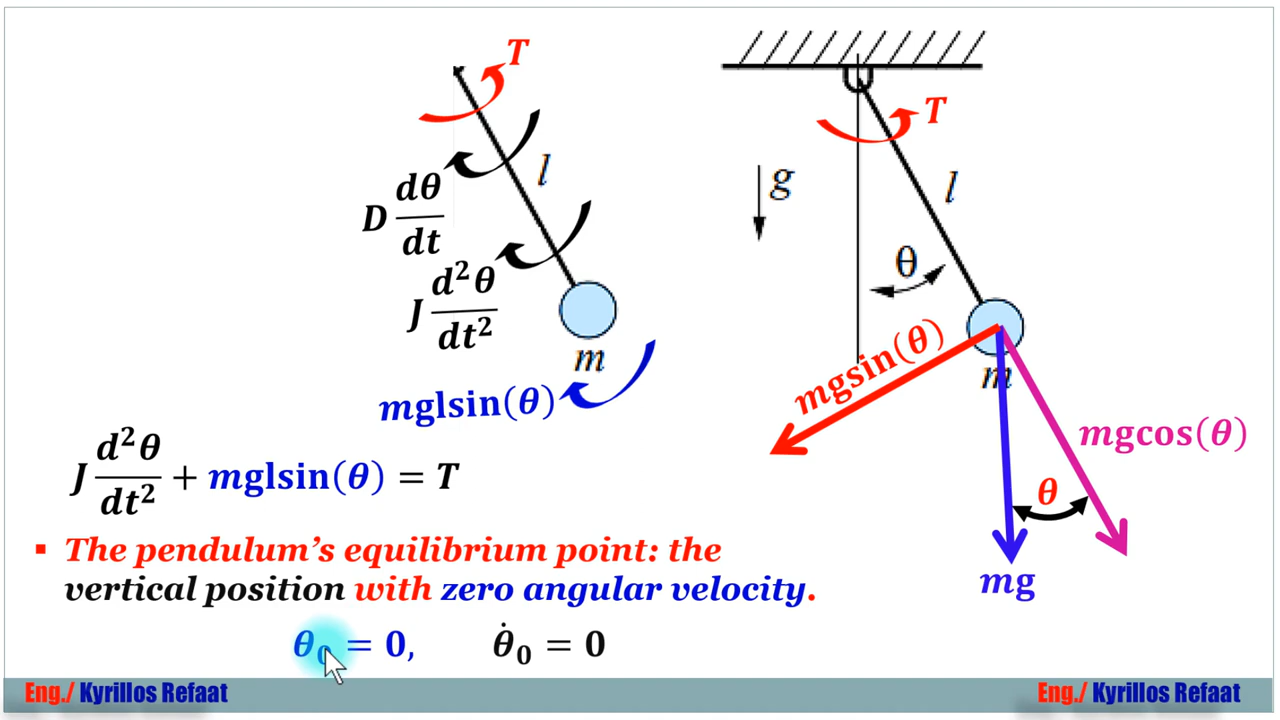 T
T
l
g
D dθ/dt
l
θ
J d²θ/dt²
m
mgsin(θ)
m
mglsin(θ)
mgcos(θ)
J d²θ/dt² + mglsin(θ) = T
θ
▪ The pendulum's equilibrium point: the
vertical position with zero angular velocity.
mg
θ₀ = 0, θ̇₀ = 0
Eng./ Kyrillos Refaat
Eng./ Kyrillos Refaat